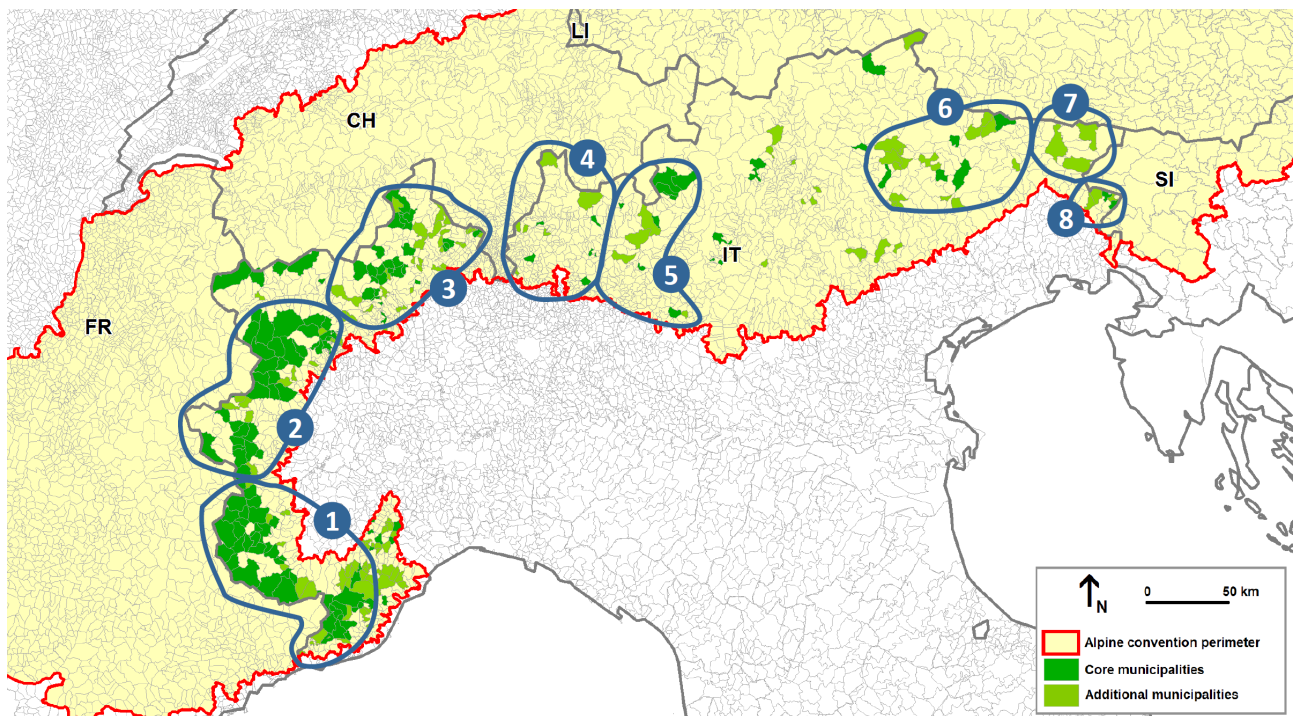 LI
CH
6
7
4
SI
8
3
5
IT
FR
2
1
N
0 50 km
Alpine convention perimeter
Core municipalities
Additional municipalities